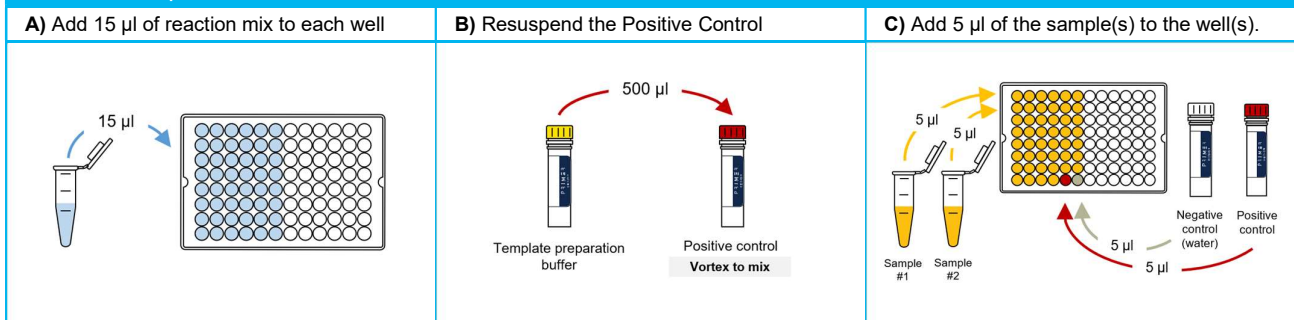 A) Add 15 µl of reaction mix to each well
B) Resuspend the Positive Control
C) Add 5 µl of the sample(s) to the well(s).
15 µl
500 µl
PRIMER
PRIMER
Template preparation
buffer
Positive control
Vortex to mix
5 µl
5 µl
Sample
#1
Sample
#2
Negative
control
(water)
Positive
control
5 µl
5 µl